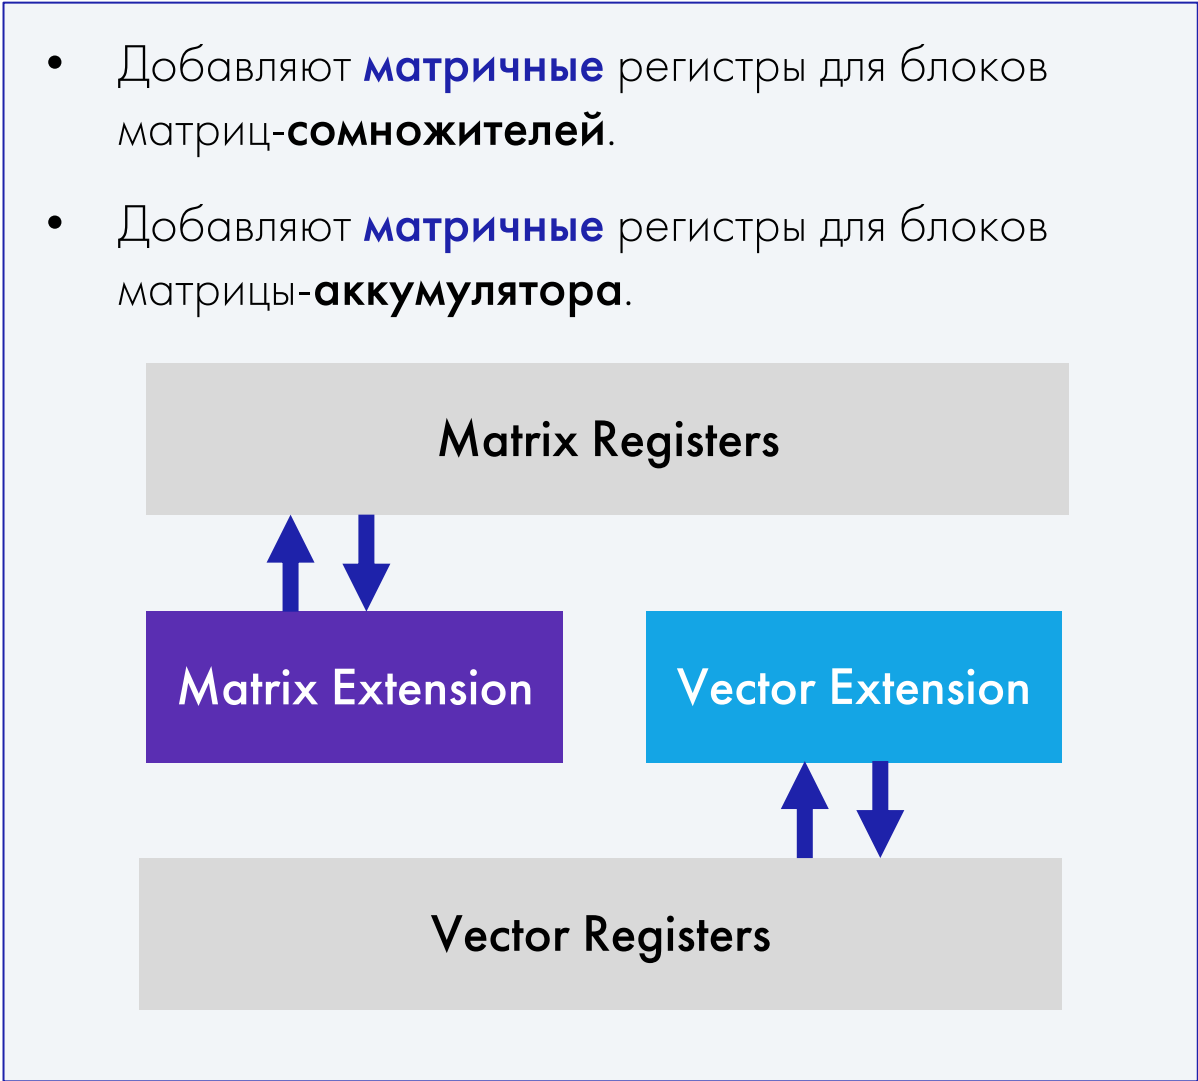 • Добавляют матричные регистры для блоков
матриц-сомножителей.
• Добавляют матричные регистры для блоков
матрицы-аккумулятора.
Matrix Registers
Matrix Extension
Vector Extension
Vector Registers